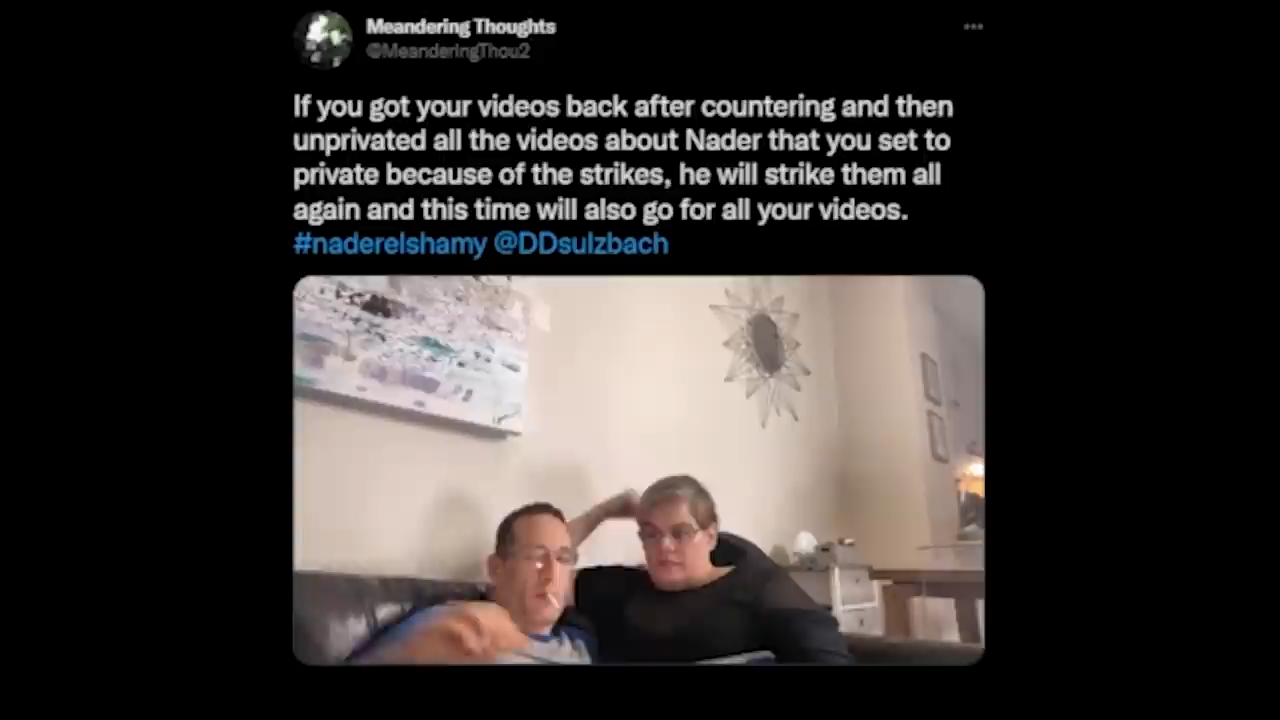 Meandering Thoughts
@MeanderingThou2
If you got your videos back after countering and then
unprivated all the videos about Nader that you set to
private because of the strikes, he will strike them all
again and this time will also go for all your videos.
#naderelshamy @DDsulzbach